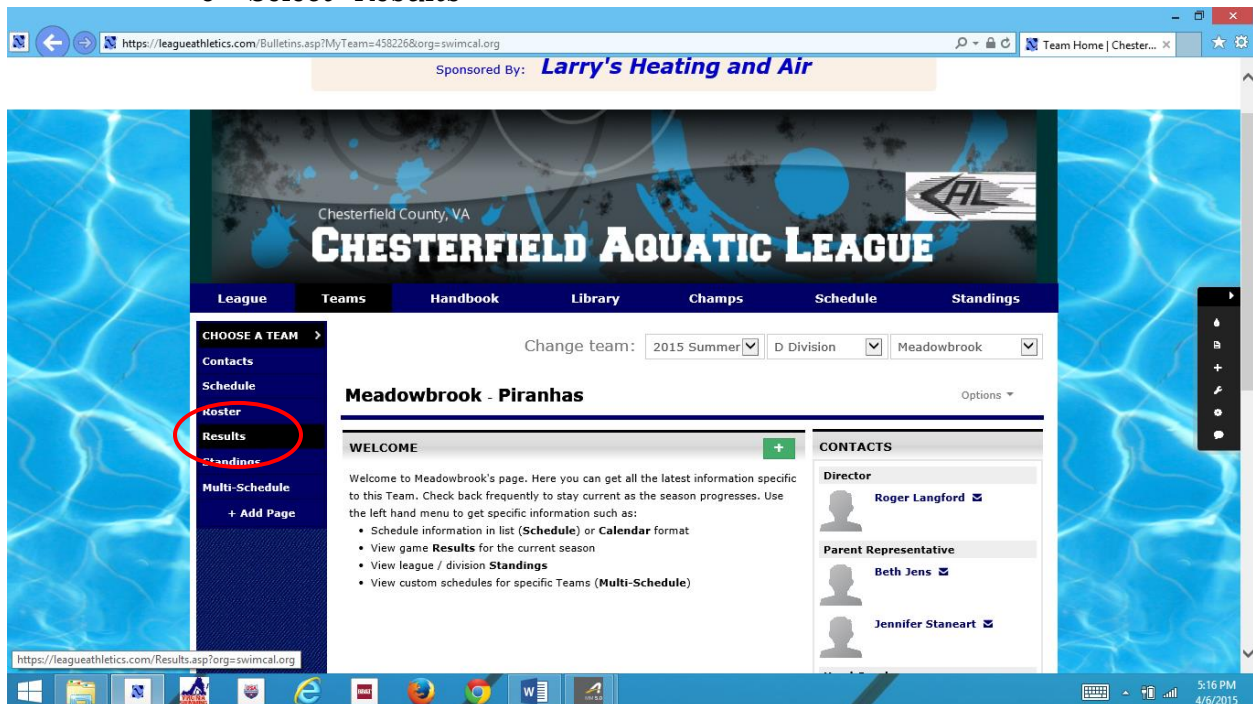 Select Results
https://leagueathletics.com/Bulletins.asp?MyTeam=458226&org=swimcal.org
Team Home | Chester...
Sponsored By: Larry's Heating and Air
CAL
Chesterfield County, VA
CHESTERFIELD AQUATIC LEAGUE
League Teams Handbook Library Champs Schedule Standings
CHOOSE A TEAM >
Contacts
Schedule
Roster
Results
Standings
Multi-Schedule
+ Add Page
Change team: 2015 Summer D Division Meadowbrook
Meadowbrook - Piranhas
Options
WELCOME +
Welcome to Meadowbrook's page. Here you can get all the latest information specific
to this Team. Check back frequently to stay current as the season progresses. Use
the left hand menu to get specific information such as:
• Schedule information in list (Schedule) or Calendar format
• View game Results for the current season
• View league / division Standings
• View custom schedules for specific Teams (Multi-Schedule)
CONTACTS
Director
Roger Langford
Parent Representative
Beth Jens
Jennifer Staneart
https://leagueathletics.com/Results.asp?org=swimcal.org
5:16 PM
4/6/2015